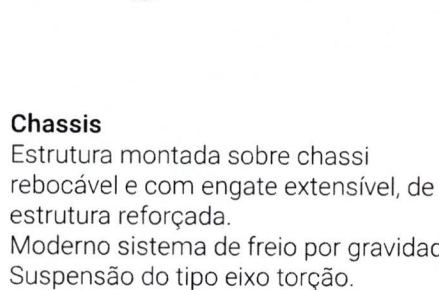 Chassis
Estrutura montada sobre chassi
rebocável e com engate extensível, de
estrutura reforçada.
Moderno sistema de freio por gravidad
Suspensão do tipo eixo torção.